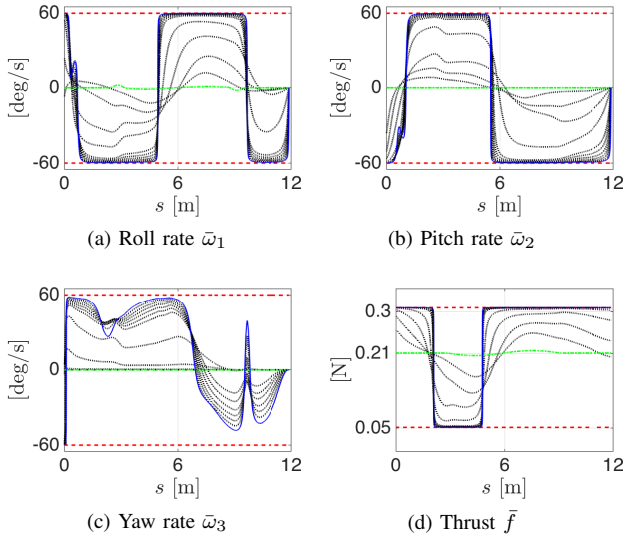 60
0
-60
[deg/s]
0 6 12
s [m]
(a) Roll rate ω̄₁
60
0
-60
[deg/s]
0 6 12
s [m]
(b) Pitch rate ω̄₂
60
0
-60
[deg/s]
0 6 12
s [m]
(c) Yaw rate ω̄₃
0.3
0.21
0.05
[N]
0 6 12
s [m]
(d) Thrust f̄